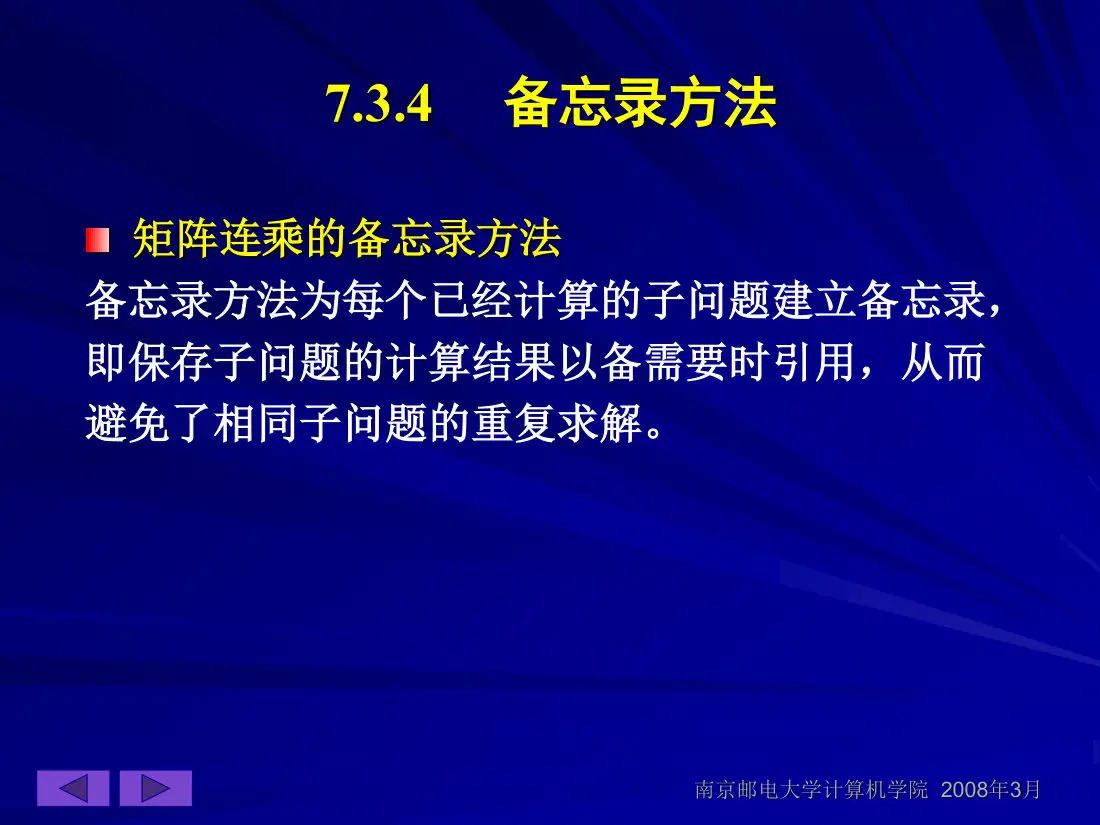 7.3.4 备忘录方法
矩阵连乘的备忘录方法
备忘录方法为每个已经计算的子问题建立备忘录，
即保存子问题的计算结果以备需要时引用，从而
避免了相同子问题的重复求解。
南京邮电大学计算机学院 2008年3月